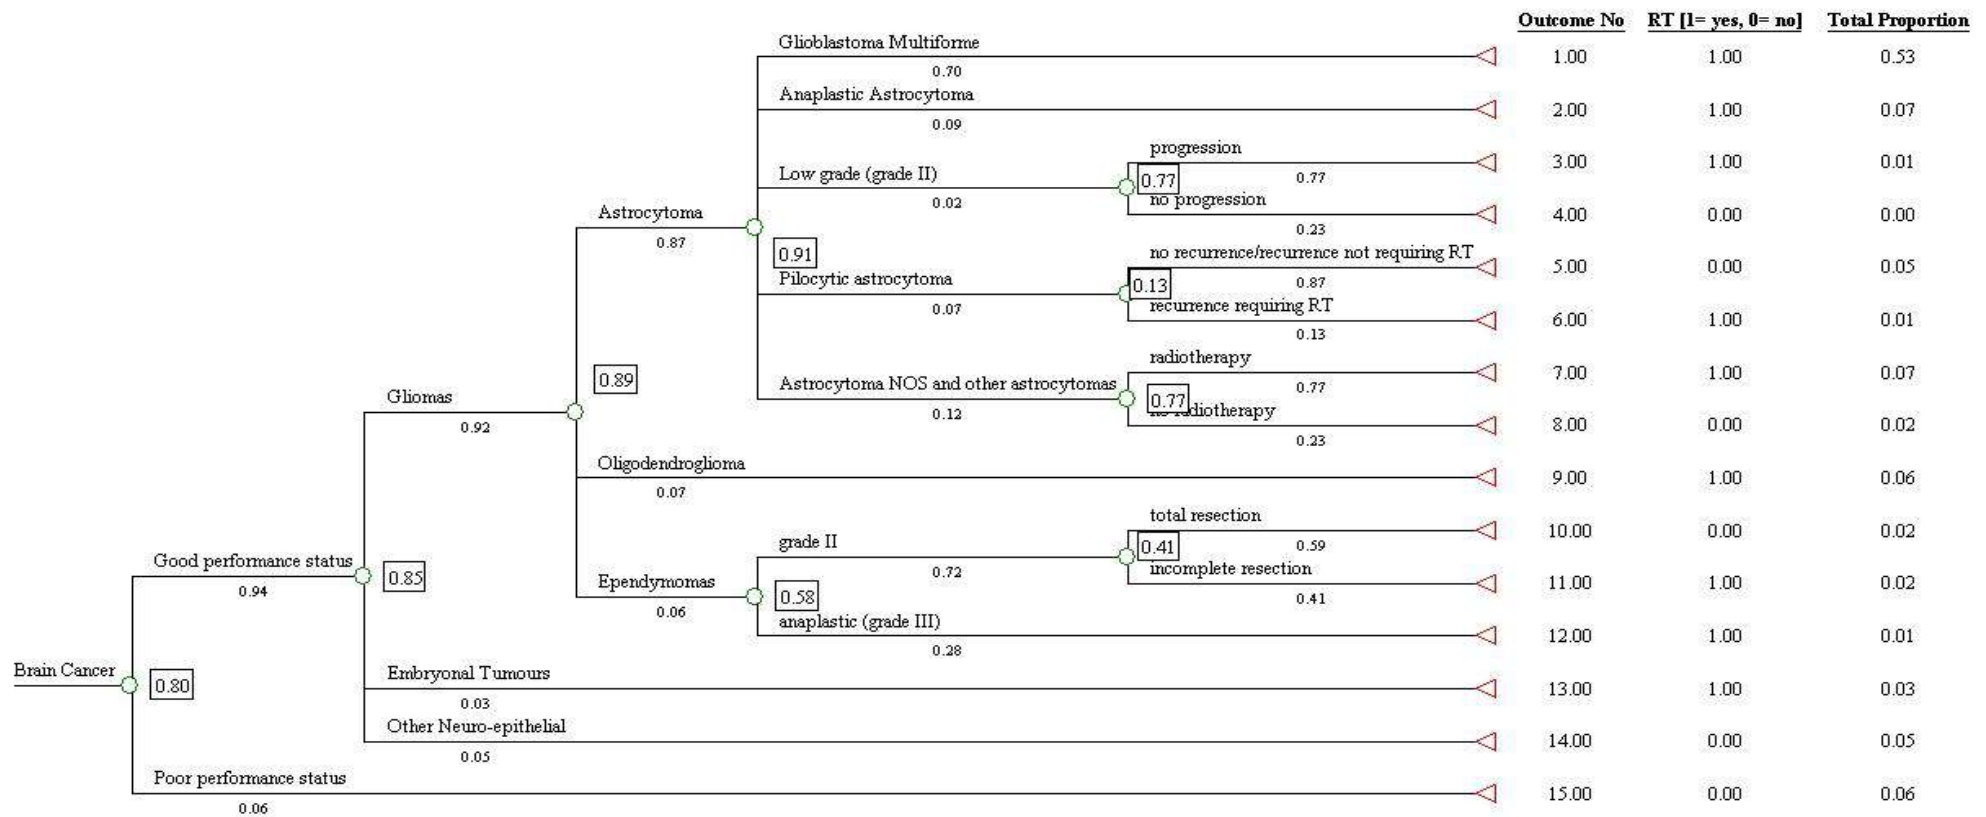 Outcome No RT [1= yes, 0= no] Total Proportion
Glioblastoma Multiforme
0.70
1.00 1.00 0.53
Anaplastic Astrocytoma
0.09
2.00 1.00 0.07
progression
0.77
3.00 1.00 0.01
Low grade (grade II)
0.02
0.77
no progression
0.23
4.00 0.00 0.00
Astrocytoma
0.87
0.91
no recurrence/recurrence not requiring RT
0.87
5.00 0.00 0.05
Pilocytic astrocytoma
0.07
0.13
recurrence requiring RT
0.13
6.00 1.00 0.01
radiotherapy
0.77
7.00 1.00 0.07
Astrocytoma NOS and other astrocytomas
0.12
0.77
radiotherapy
0.23
8.00 0.00 0.02
Gliomas
0.92
0.89
Oligodendroglioma
0.07
9.00 1.00 0.06
total resection
0.59
10.00 0.00 0.02
grade II
0.72
0.41
incomplete resection
0.41
11.00 1.00 0.02
Good performance status
0.94
0.85
Ependymomas
0.06
0.58
anaplastic (grade III)
0.28
12.00 1.00 0.01
Brain Cancer
0.80
Embryonal Tumours
0.03
13.00 1.00 0.03
Other Neuro-epithelial
0.05
14.00 0.00 0.05
Poor performance status
0.06
15.00 0.00 0.06